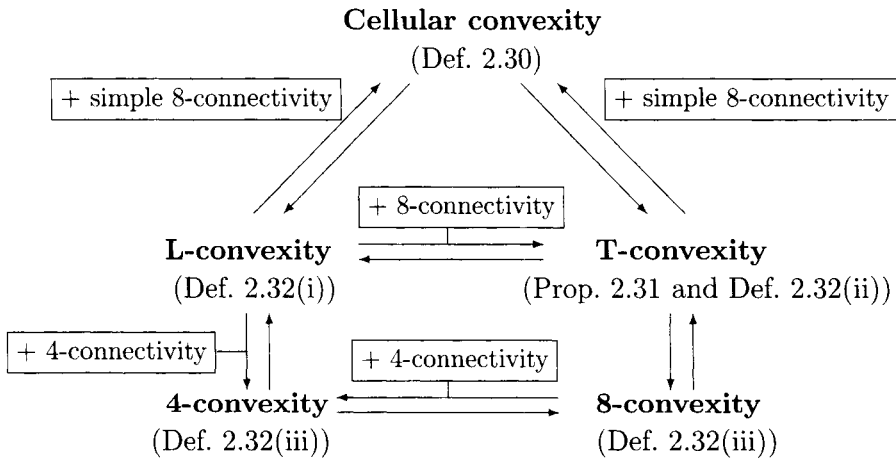 Cellular convexity
(Def. 2.30)
+ simple 8-connectivity
+ simple 8-connectivity
+ 8-connectivity
L-convexity
T-convexity
(Def. 2.32(i))
(Prop. 2.31 and Def. 2.32(ii))
+ 4-connectivity
+ 4-connectivity
4-convexity
8-convexity
(Def. 2.32(iii))
(Def. 2.32(iii))